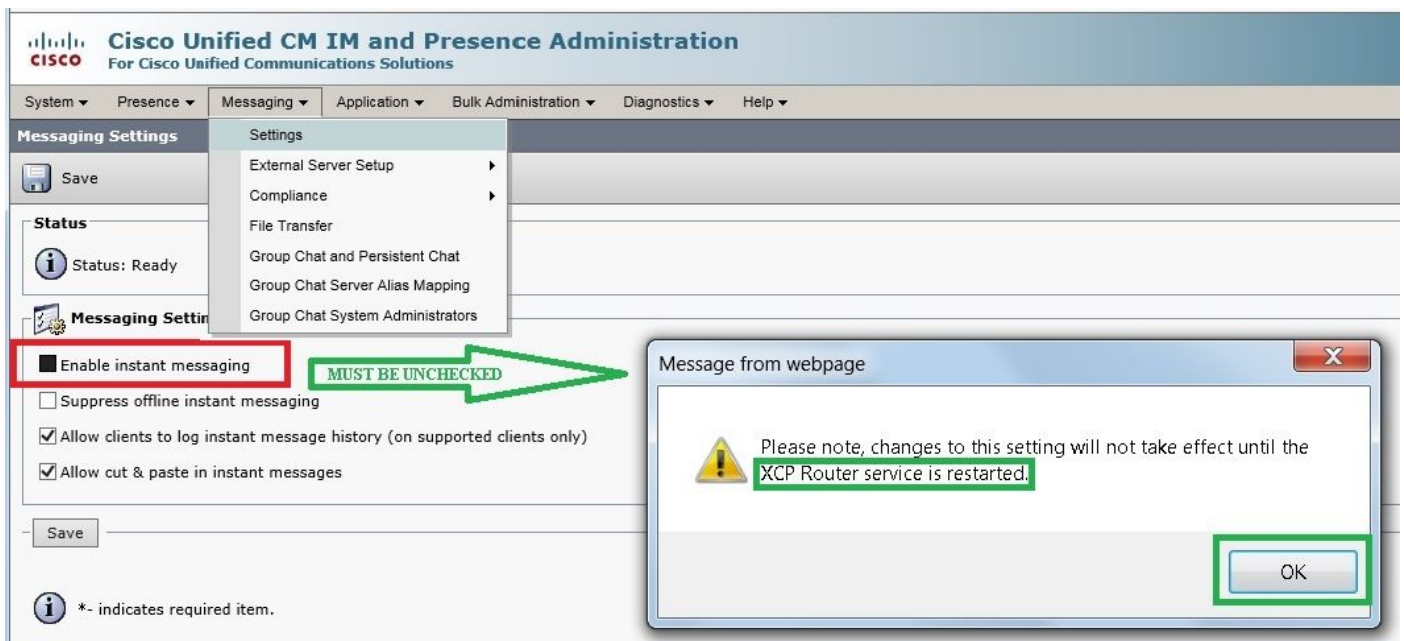 CISCO
Cisco Unified CM IM and Presence Administration
For Cisco Unified Communications Solutions
System Presence Messaging Application Bulk Administration Diagnostics Help
Messaging Settings
Settings
External Server Setup
Compliance
File Transfer
Group Chat and Persistent Chat
Group Chat Server Alias Mapping
Group Chat System Administrators
Save
Status
Status: Ready
Messaging Settin
Enable instant messaging
MUST BE UNCHECKED
Suppress offline instant messaging
Allow clients to log instant message history (on supported clients only)
Allow cut & paste in instant messages
Save
*- indicates required item.
Message from webpage
X
Please note, changes to this setting will not take effect until the
XCP Router service is restarted.
OK